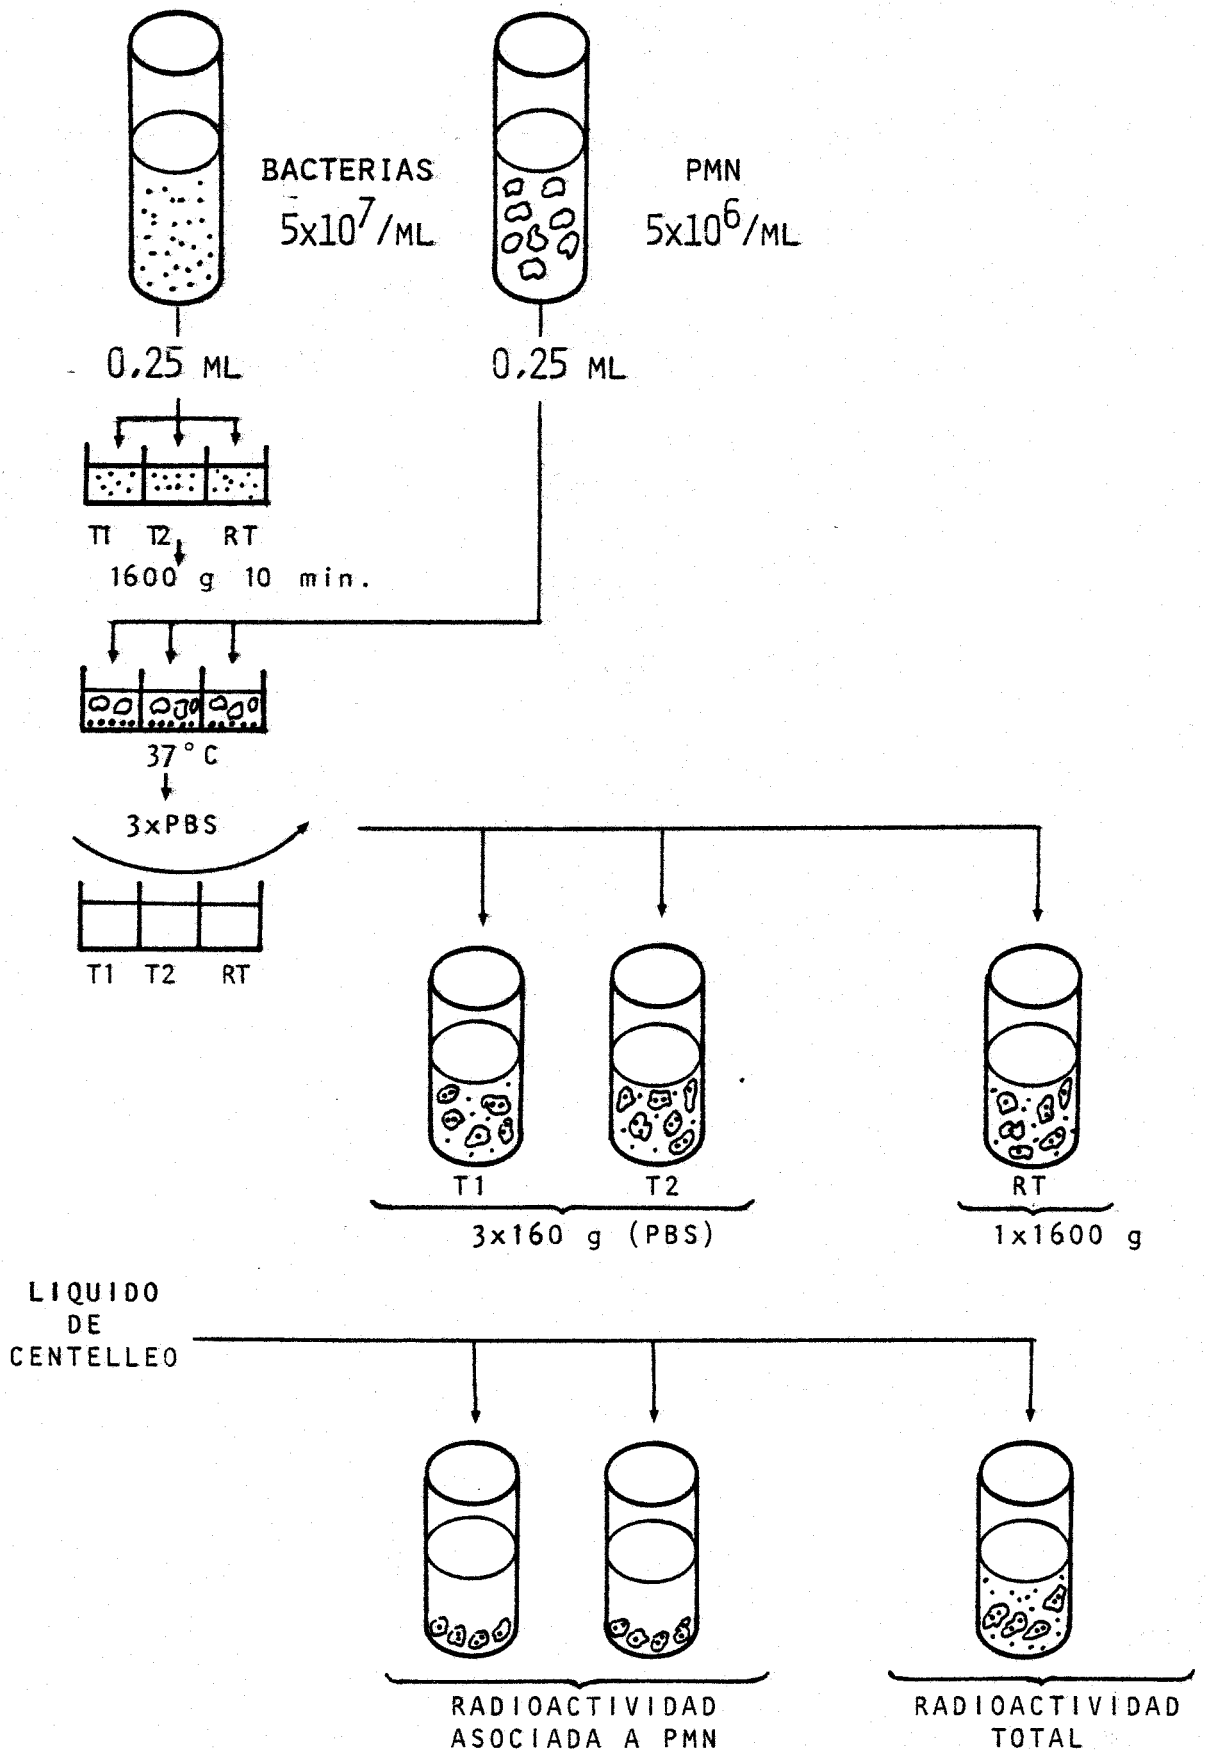 BACTERIAS
5x10⁷/ML
PMN
5x10⁶/ML
0,25 ML
0,25 ML
T1 T2 RT
1600 g 10 min.
37°C
3xPBS
T1 T2 RT
T1 T2 RT
3x160 g (PBS)
1x1600 g
LIQUIDO
DE
CENTELLEO
RADIOACTIVIDAD
ASOCIADA A PMN
RADIOACTIVIDAD
TOTAL